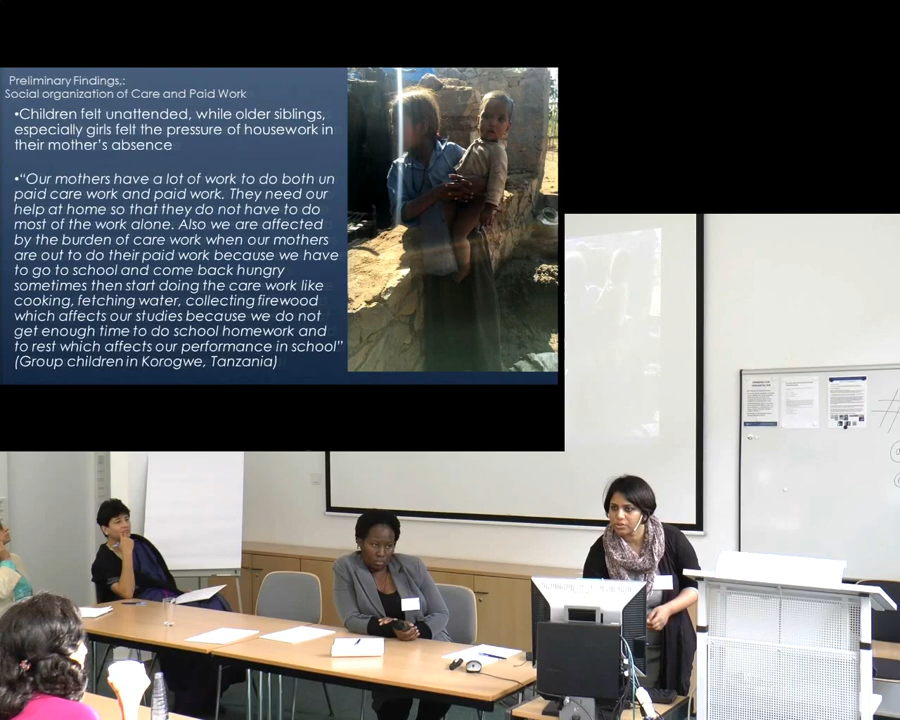 Preliminary Findings,:
Social organization of Care and Paid Work
•Children felt unattended, while older siblings,
especially girls felt the pressure of housework in
their mother's absence
•"Our mothers have a lot of work to do both un
paid care work and paid work. They need our
help at home so that they do not have to do
most of the work alone. Also we are affected
by the burden of care work when our mothers
are out to do their paid work because we have
to go to school and come back hungry
sometimes then start doing the care work like
cooking, fetching water, collecting firewood
which affects our studies because we do not
get enough time to do school homework and
to rest which affects our performance in school"
(Group children in Korogwe, Tanzania)